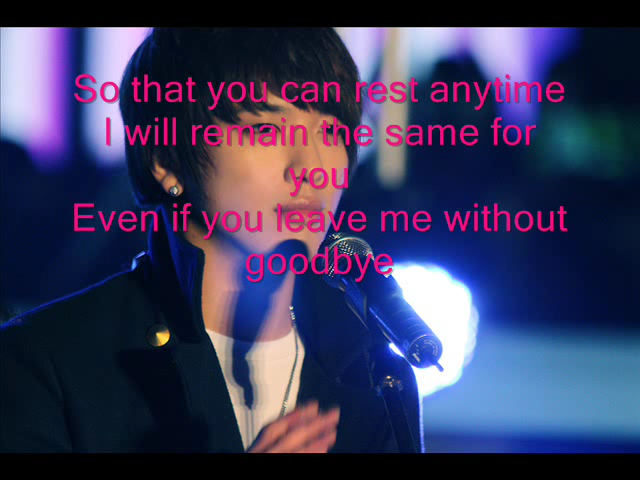 So that you can rest anytime
I will remain the same for
you
Even if you leave me without
goodbye